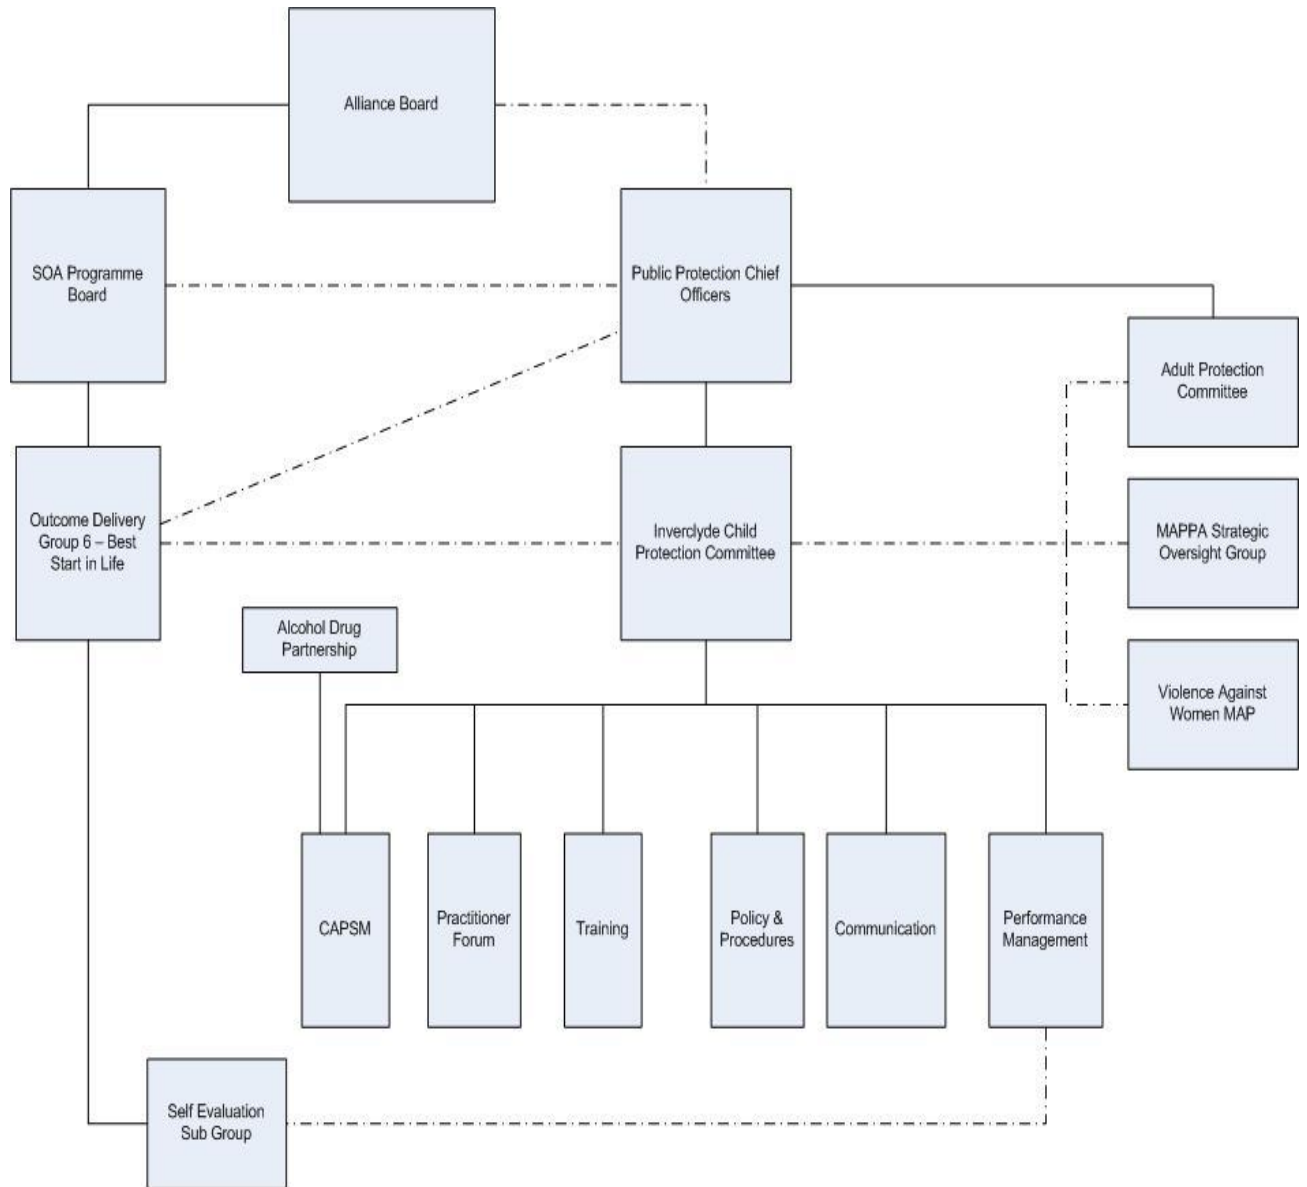 Alliance Board
SOA Programme
Board
Public Protection Chief
Officers
Adult Protection
Committee
Outcome Delivery
Group 6 – Best
Start in Life
Inverclyde Child
Protection Committee
MAPPA Strategic
Oversight Group
Alcohol Drug
Partnership
Violence Against
Women MAP
CAPSM
Practitioner
Forum
Training
Policy &
Procedures
Communication
Performance
Management
Self Evaluation
Sub Group